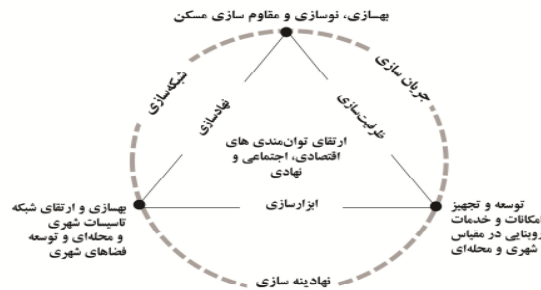 بهسازی، نوسازی و مقاوم سازی مسکن
شبکه‌سازی
جریان سازی
نهادسازی
ظرفیت‌سازی
ارتقای توان‌مندی های
اقتصادی، اجتماعی و
نهادی
ابزارسازی
بهسازی و ارتقای شبکه
تاسیسات شهری
و محله‌ای و توسعه
فضاهای شهری
توسعه و تجهیز
امکانات و خدمات
روبنایی در مقیاس
شهری و محله‌ای
نهادینه سازی